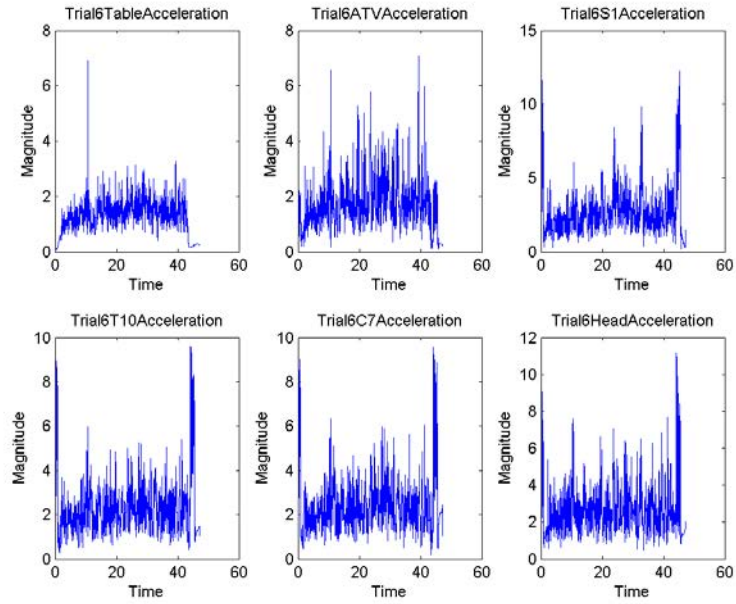 Trial6TableAcceleration
8
6
4
2
0
Magnitude
0 20 40 60
Time
Trial6ATVAcceleration
8
6
4
2
0
Magnitude
0 20 40 60
Time
Trial6S1Acceleration
15
10
5
0
Magnitude
0 20 40 60
Time
Trial6T10Acceleration
10
8
6
4
2
0
Magnitude
0 20 40 60
Time
Trial6C7Acceleration
10
8
6
4
2
0
Magnitude
0 20 40 60
Time
Trial6HeadAcceleration
12
10
8
6
4
2
0
Magnitude
0 20 40 60
Time